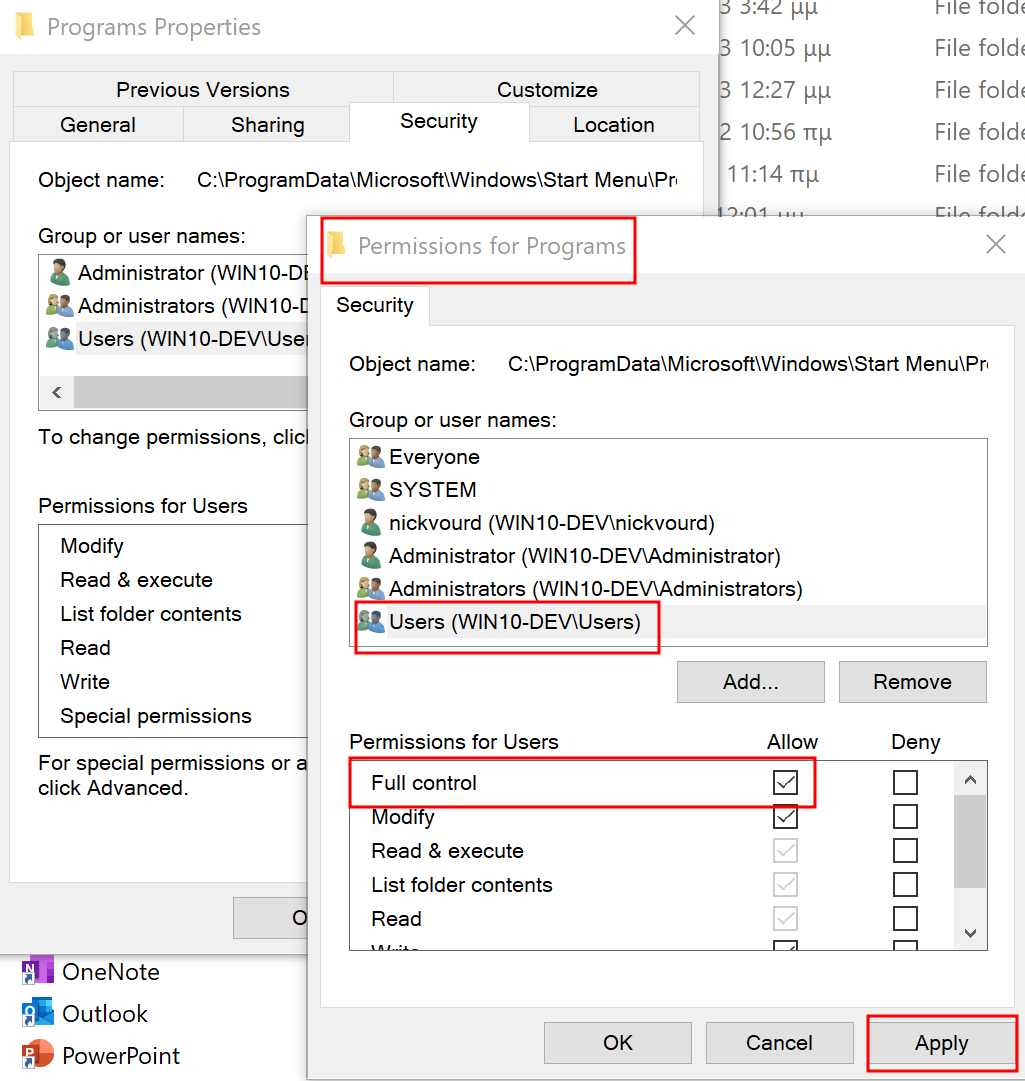 Programs Properties
Previous Versions
Customize
General
Sharing
Security
Location
Object name: C:\ProgramData\Microsoft\Windows\Start Menu\Pr
Group or user names:
Administrator (WIN10-DE
Administrators (WIN10-D
Users (WIN10-DEV\User
To change permissions, click
Permissions for Users
Modify
Read & execute
List folder contents
Read
Write
Special permissions
For special permissions or a
click Advanced.
O
OneNote
Outlook
PowerPoint
3 3:42 μμ File folde
3 10:05 μμ File folde
3 12:27 μμ File folde
2 10:56 πμ File folde
11:14 πμ File folde
12:01 μμ File folde
Permissions for Programs
Security
Object name: C:\ProgramData\Microsoft\Windows\Start Menu\Pr
Group or user names:
Everyone
SYSTEM
nickvourd (WIN10-DEV\nickvourd)
Administrator (WIN10-DEV\Administrator)
Administrators (WIN10-DEV\Administrators)
Users (WIN10-DEV\Users)
Add...
Remove
Permissions for Users Allow Deny
Full control
Modify
Read & execute
List folder contents
Read
Write
OK
Cancel
Apply